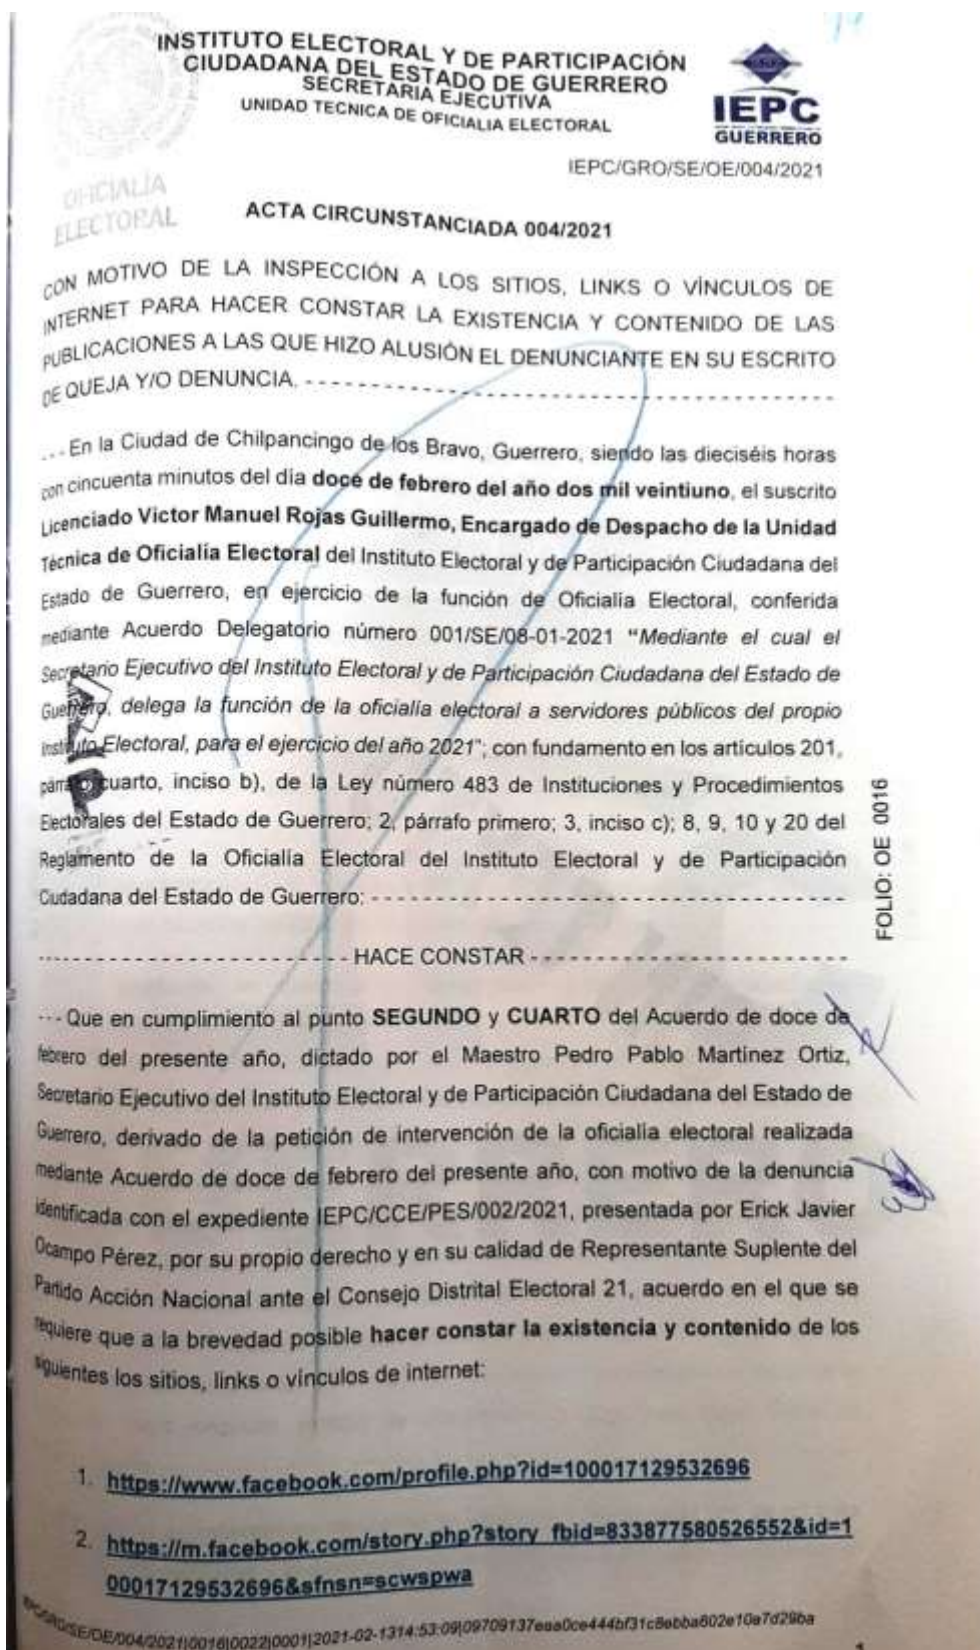 INSTITUTO ELECTORAL Y DE PARTICIPACIÓN
CIUDADANA DEL ESTADO DE GUERRERO
SECRETARIA EJECUTIVA
UNIDAD TECNICA DE OFICIALIA ELECTORAL
IEPC
GUERRERO
IEPC/GRO/SE/OE/004/2021
OFICIALÍA
ELECTORAL
ACTA CIRCUNSTANCIADA 004/2021
CON MOTIVO DE LA INSPECCIÓN A LOS SITIOS, LINKS O VÍNCULOS DE
INTERNET PARA HACER CONSTAR LA EXISTENCIA Y CONTENIDO DE LAS
PUBLICACIONES A LAS QUE HIZO ALUSIÓN EL DENUNCIANTE EN SU ESCRITO
DE QUEJA Y/O DENUNCIA. - - - - - - - - - - - - - - - - - - - - - - - - - - - - - - - - - - - - - - - - -
- - - En la Ciudad de Chilpancingo de los Bravo, Guerrero, siendo las dieciséis horas
con cincuenta minutos del día doce de febrero del año dos mil veintiuno, el suscrito
Licenciado Victor Manuel Rojas Guillermo, Encargado de Despacho de la Unidad
Técnica de Oficialía Electoral del Instituto Electoral y de Participación Ciudadana del
Estado de Guerrero, en ejercicio de la función de Oficialía Electoral, conferida
mediante Acuerdo Delegatorio número 001/SE/08-01-2021 "Mediante el cual el
Secretario Ejecutivo del Instituto Electoral y de Participación Ciudadana del Estado de
Guerrero, delega la función de la oficialía electoral a servidores públicos del propio
Instituto Electoral, para el ejercicio del año 2021"; con fundamento en los artículos 201,
párrafo cuarto, inciso b), de la Ley número 483 de Instituciones y Procedimientos
Electorales del Estado de Guerrero; 2, párrafo primero; 3, inciso c); 8, 9, 10 y 20 del
Reglamento de la Oficialía Electoral del Instituto Electoral y de Participación
Ciudadana del Estado de Guerrero: - - - - - - - - - - - - - - - - - - - - - - - - - - - - - - - - - - -
FOLIO: OE 0016
- - - - - - - - - - - - - - - - - - - - - - - - - HACE CONSTAR - - - - - - - - - - - - - - - - - - - - - - - - -
- - - Que en cumplimiento al punto SEGUNDO y CUARTO del Acuerdo de doce de
febrero del presente año, dictado por el Maestro Pedro Pablo Martinez Ortiz,
Secretario Ejecutivo del Instituto Electoral y de Participación Ciudadana del Estado de
Guerrero, derivado de la petición de intervención de la oficialía electoral realizada
mediante Acuerdo de doce de febrero del presente año, con motivo de la denuncia
identificada con el expediente IEPC/CCE/PES/002/2021, presentada por Erick Javier
Ocampo Pérez, por su propio derecho y en su calidad de Representante Suplente del
Partido Acción Nacional ante el Consejo Distrital Electoral 21, acuerdo en el que se
requiere que a la brevedad posible hacer constar la existencia y contenido de los
siguientes los sitios, links o vínculos de internet:
1. https://www.facebook.com/profile.php?id=100017129532696
2. https://m.facebook.com/story.php?story_fbid=833877580526552&id=1
00017129532696&sfnsn=scwspwa